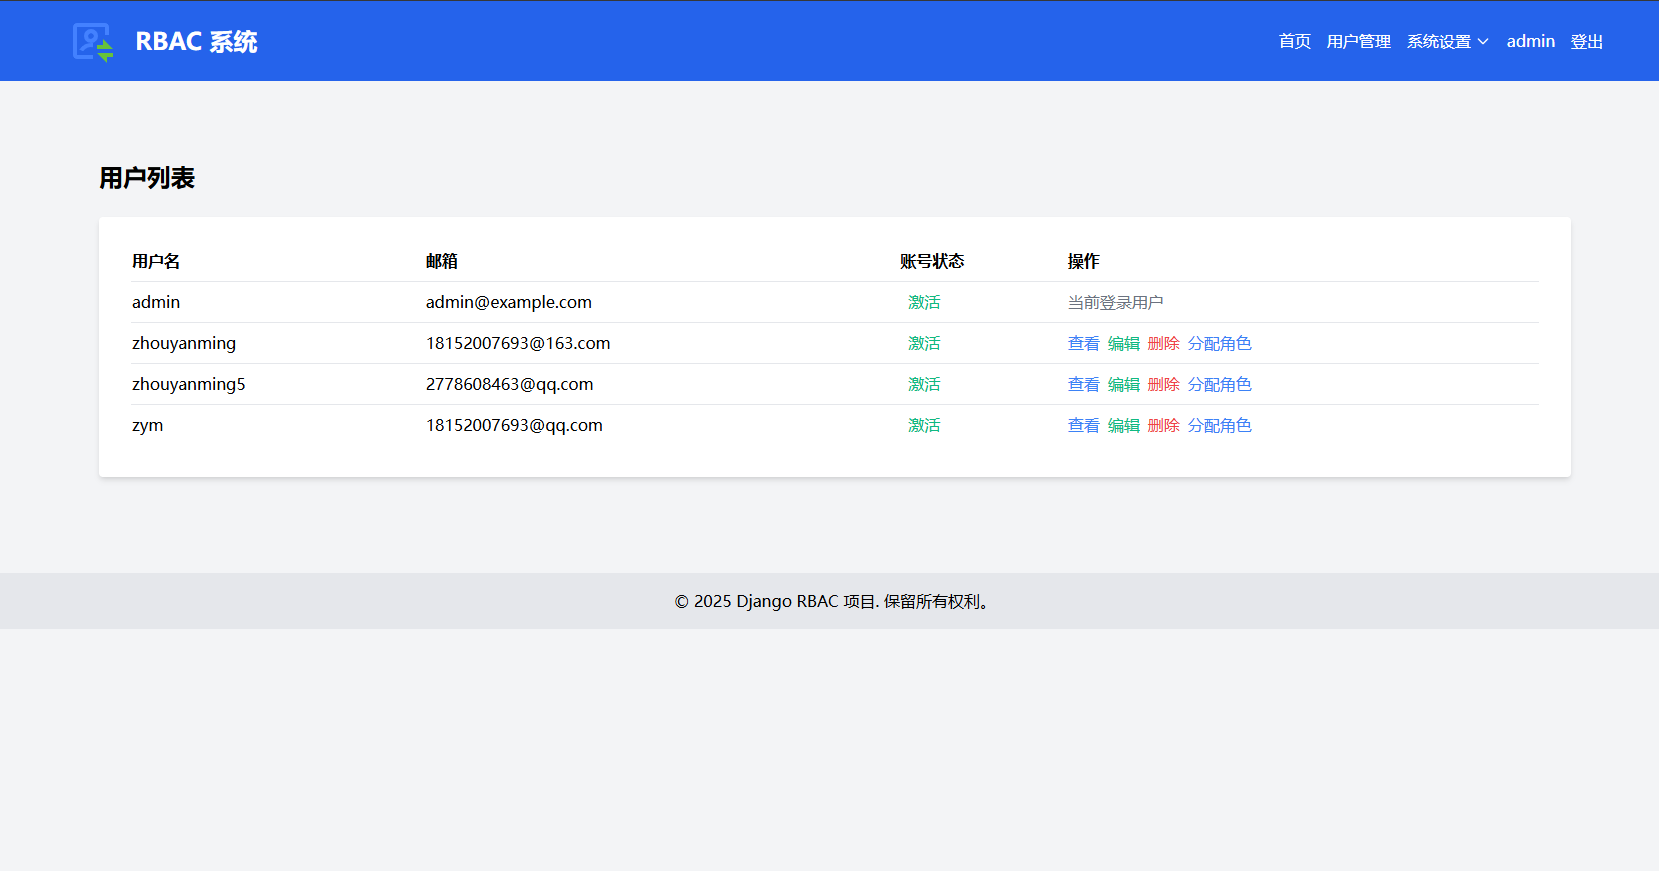 RBAC 系统
首页 用户管理 系统设置 admin 登出
用户列表
用户名 邮箱 账号状态 操作
admin admin@example.com 激活 当前登录用户
zhouyanming 18152007693@163.com 激活 查看 编辑 删除 分配角色
zhouyanming5 2778608463@qq.com 激活 查看 编辑 删除 分配角色
zym 18152007693@qq.com 激活 查看 编辑 删除 分配角色
© 2025 Django RBAC 项目. 保留所有权利。